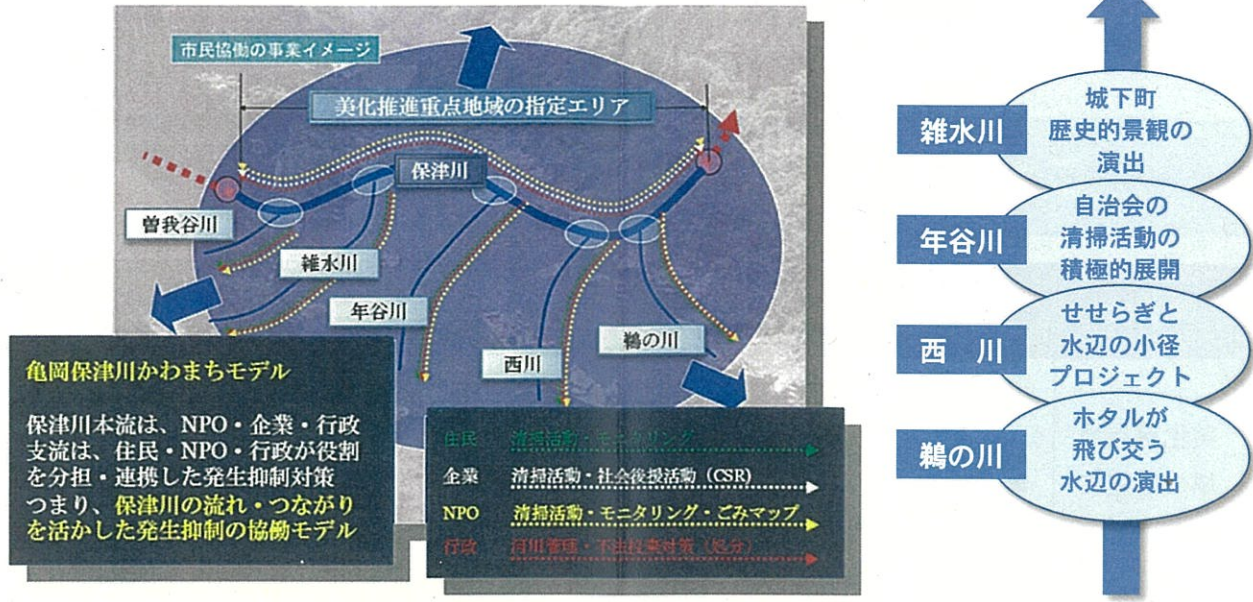 市民協働の事業イメージ
美化推進重点地域の指定エリア
保津川
曽我谷川
雑水川
年谷川
西川
鵜の川
亀岡保津川かわまちモデル
保津川本流は、NPO・企業・行政
支流は、住民・NPO・行政が役割
を分担・連携した発生抑制対策
つまり、保津川の流れ・つながり
を活かした発生抑制の協働モデル
住民 清掃活動・モニタリング
企業 清掃活動・社会後援活動(CSR)
NPO 清掃活動・モニタリング・ごみマップ
行政 河川管理・不法投棄対策(処分)
雑水川
城下町
歴史的景観の
演出
年谷川
自治会の
清掃活動の
積極的展開
西 川
せせらぎと
水辺の小径
プロジェクト
鵜の川
ホタルが
飛び交う
水辺の演出